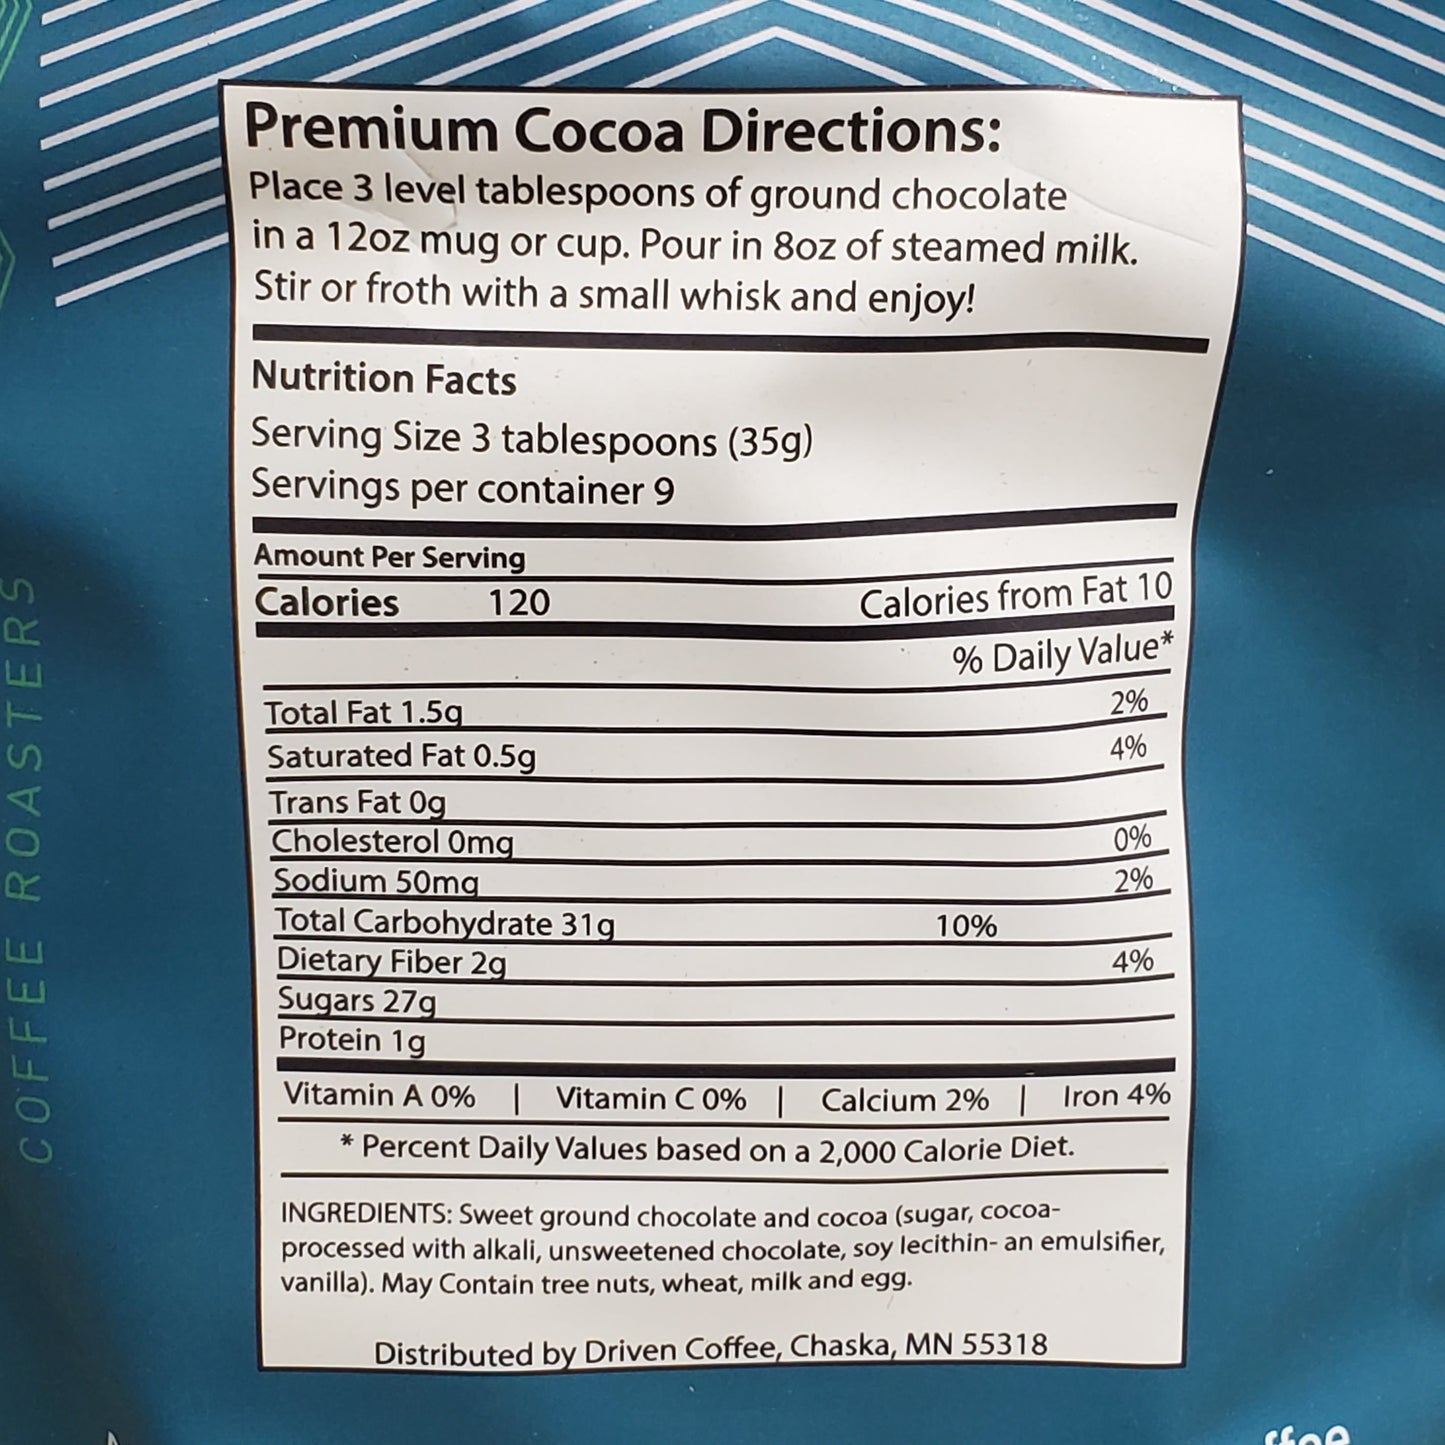 COFFEE ROASTERS
Premium Cocoa Directions:
Place 3 level tablespoons of ground chocolate
in a 12oz mug or cup. Pour in 8oz of steamed milk.
Stir or froth with a small whisk and enjoy!
Nutrition Facts
Serving Size 3 tablespoons (35g)
Servings per container 9
Amount Per Serving
Calories 120 Calories from Fat 10
% Daily Value*
Total Fat 1.5g 2%
Saturated Fat 0.5g 4%
Trans Fat 0g
Cholesterol 0mg 0%
Sodium 50mg 2%
Total Carbohydrate 31g 10%
Dietary Fiber 2g 4%
Sugars 27g
Protein 1g
Vitamin A 0% | Vitamin C 0% | Calcium 2% | Iron 4%
* Percent Daily Values based on a 2,000 Calorie Diet.
INGREDIENTS: Sweet ground chocolate and cocoa (sugar, cocoa-
processed with alkali, unsweetened chocolate, soy lecithin- an emulsifier,
vanilla). May Contain tree nuts, wheat, milk and egg.
Distributed by Driven Coffee, Chaska, MN 55318